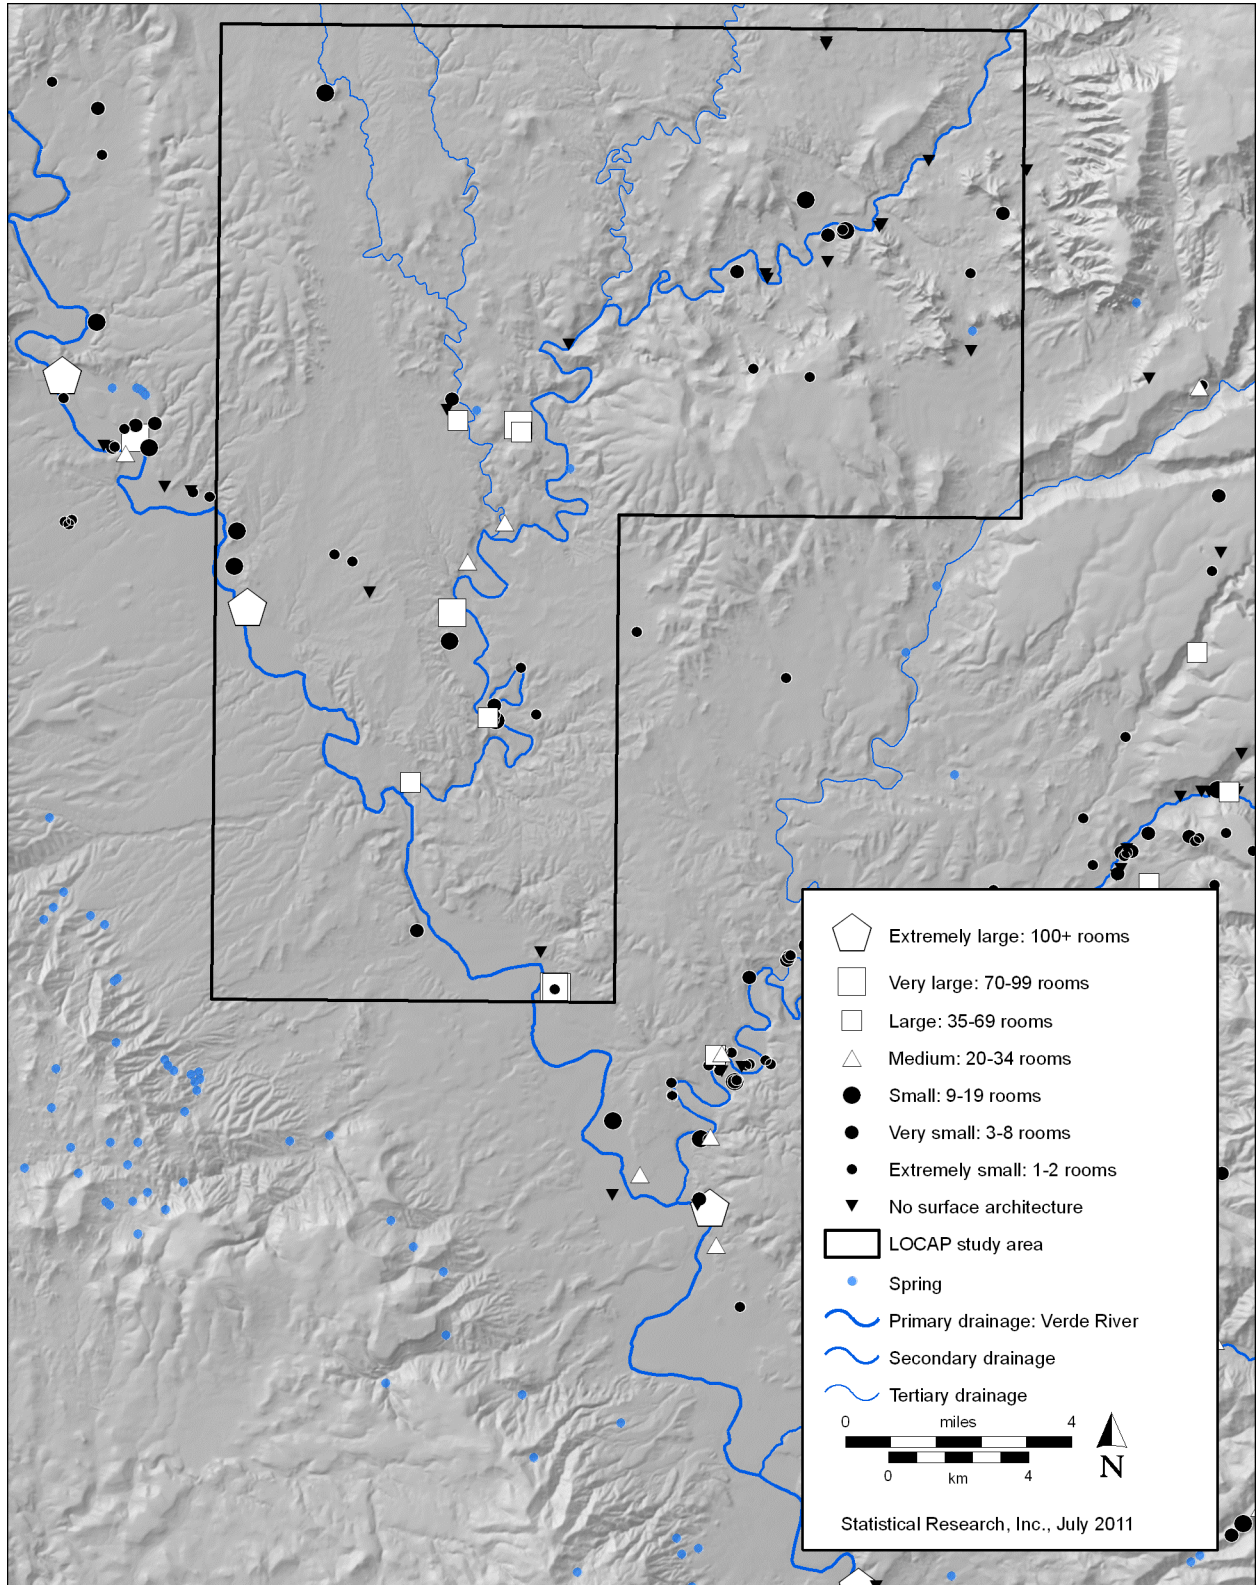 Extremely large: 100+ rooms
Very large: 70-99 rooms
Large: 35-69 rooms
Medium: 20-34 rooms
Small: 9-19 rooms
Very small: 3-8 rooms
Extremely small: 1-2 rooms
No surface architecture
LOCAP study area
Spring
Primary drainage: Verde River
Secondary drainage
Tertiary drainage
0 miles 4
0 km 4
N
Statistical Research, Inc., July 2011